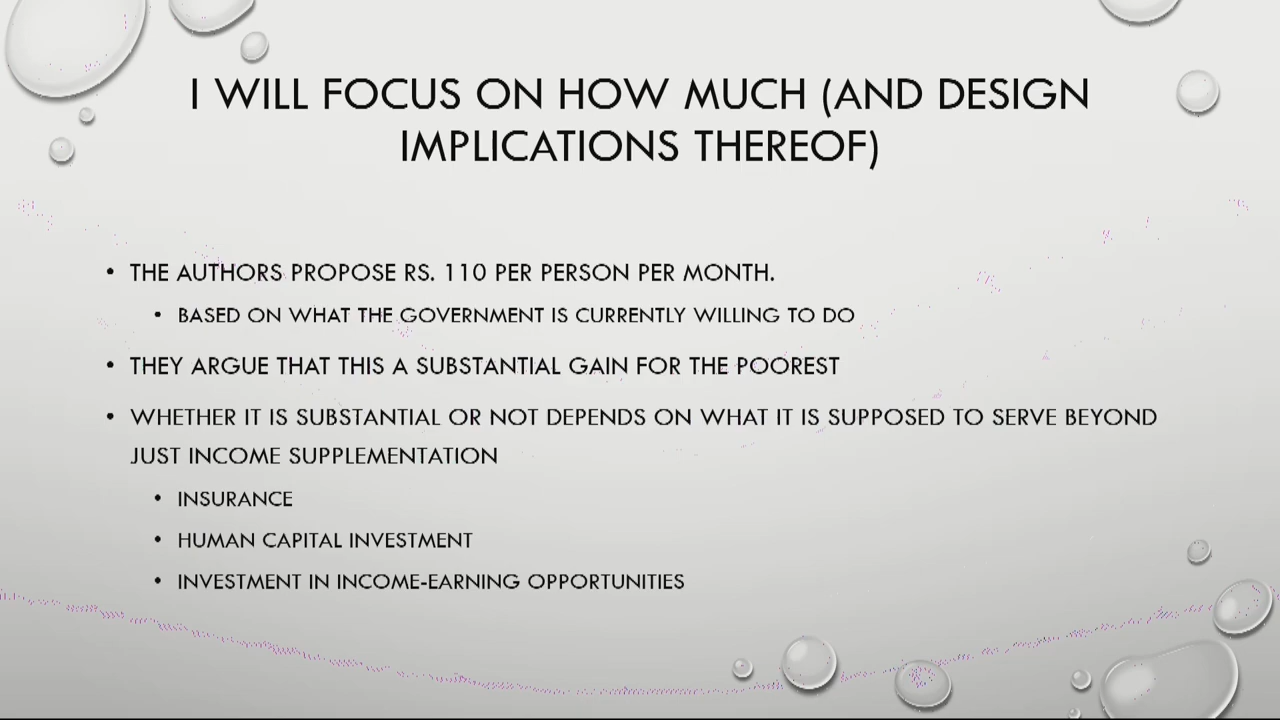 I WILL FOCUS ON HOW MUCH (AND DESIGN
IMPLICATIONS THEREOF)
• THE AUTHORS PROPOSE RS. 110 PER PERSON PER MONTH.
• BASED ON WHAT THE GOVERNMENT IS CURRENTLY WILLING TO DO
• THEY ARGUE THAT THIS A SUBSTANTIAL GAIN FOR THE POOREST
• WHETHER IT IS SUBSTANTIAL OR NOT DEPENDS ON WHAT IT IS SUPPOSED TO SERVE BEYOND
JUST INCOME SUPPLEMENTATION
• INSURANCE
• HUMAN CAPITAL INVESTMENT
• INVESTMENT IN INCOME-EARNING OPPORTUNITIES